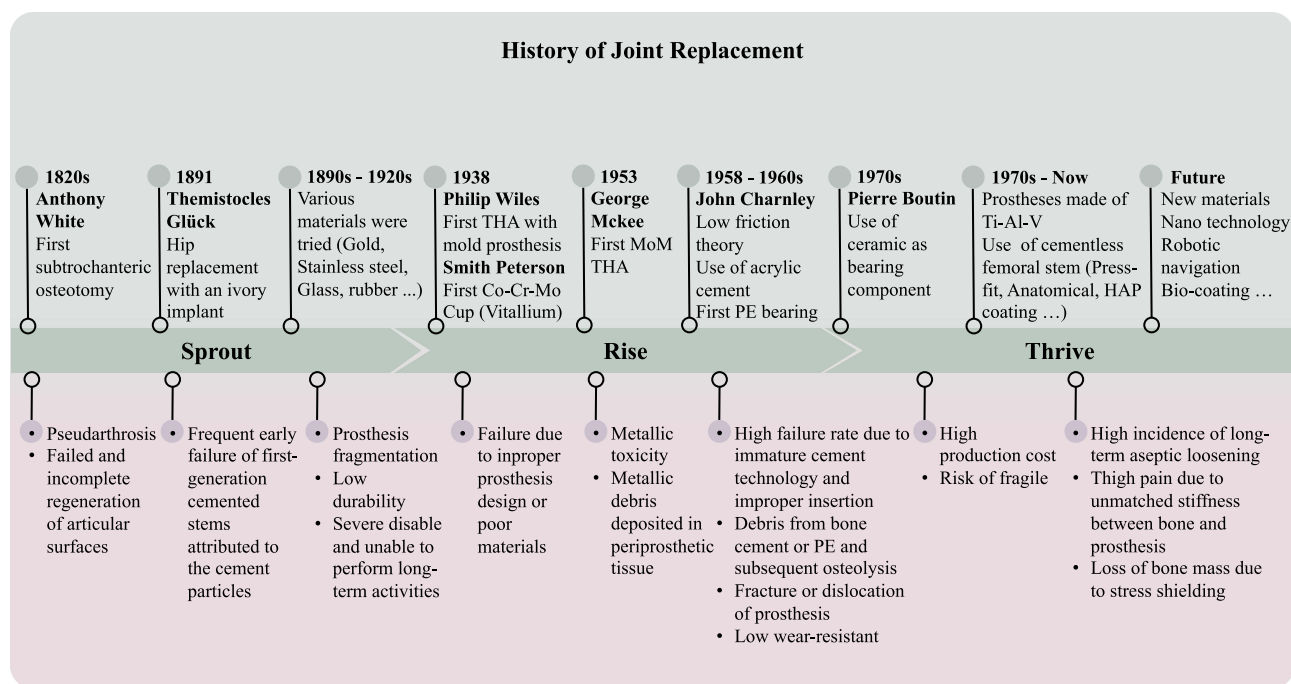 History of Joint Replacement
1820s
Anthony
White
First
subtrochanteric
osteotomy
1891
Themistocles
Glück
Hip
replacement
with an ivory
implant
1890s - 1920s
Various
materials were
tried (Gold,
Stainless steel,
Glass, rubber ...)
1938
Philip Wiles
First THA with
mold prosthesis
Smith Peterson
First Co-Cr-Mo
Cup (Vitallium)
1953
George
Mckee
First MoM
THA
1958 - 1960s
John Charnley
Low friction
theory
Use of acrylic
cement
First PE bearing
1970s
Pierre Boutin
Use of
ceramic as
bearing
component
1970s - Now
Prostheses made of
Ti-Al-V
Use of cementless
femoral stem (Press-
fit, Anatomical, HAP
coating …)
Future
New materials
Nano technology
Robotic
navigation
Bio-coating …
Sprout
Rise
Thrive
• Pseudarthrosis
• Failed and
incomplete
regeneration
of articular
surfaces
• Frequent early
failure of first-
generation
cemented
stems
attributed to
the cement
particles
• Prosthesis
fragmentation
• Low
durability
• Severe disable
and unable to
perform long-
term activities
• Failure due
to inproper
prosthesis
design or
poor
materials
• Metallic
toxicity
• Metallic
debris
deposited in
periprosthetic
tissue
• High failure rate due to
immature cement
technology and
improper insertion
• Debris from bone
cement or PE and
subsequent osteolysis
• Fracture or dislocation
of prosthesis
• Low wear-resistant
• High
production cost
• Risk of fragile
• High incidence of long-
term aseptic loosening
• Thigh pain due to
unmatched stiffness
between bone and
prosthesis
• Loss of bone mass due
to stress shielding